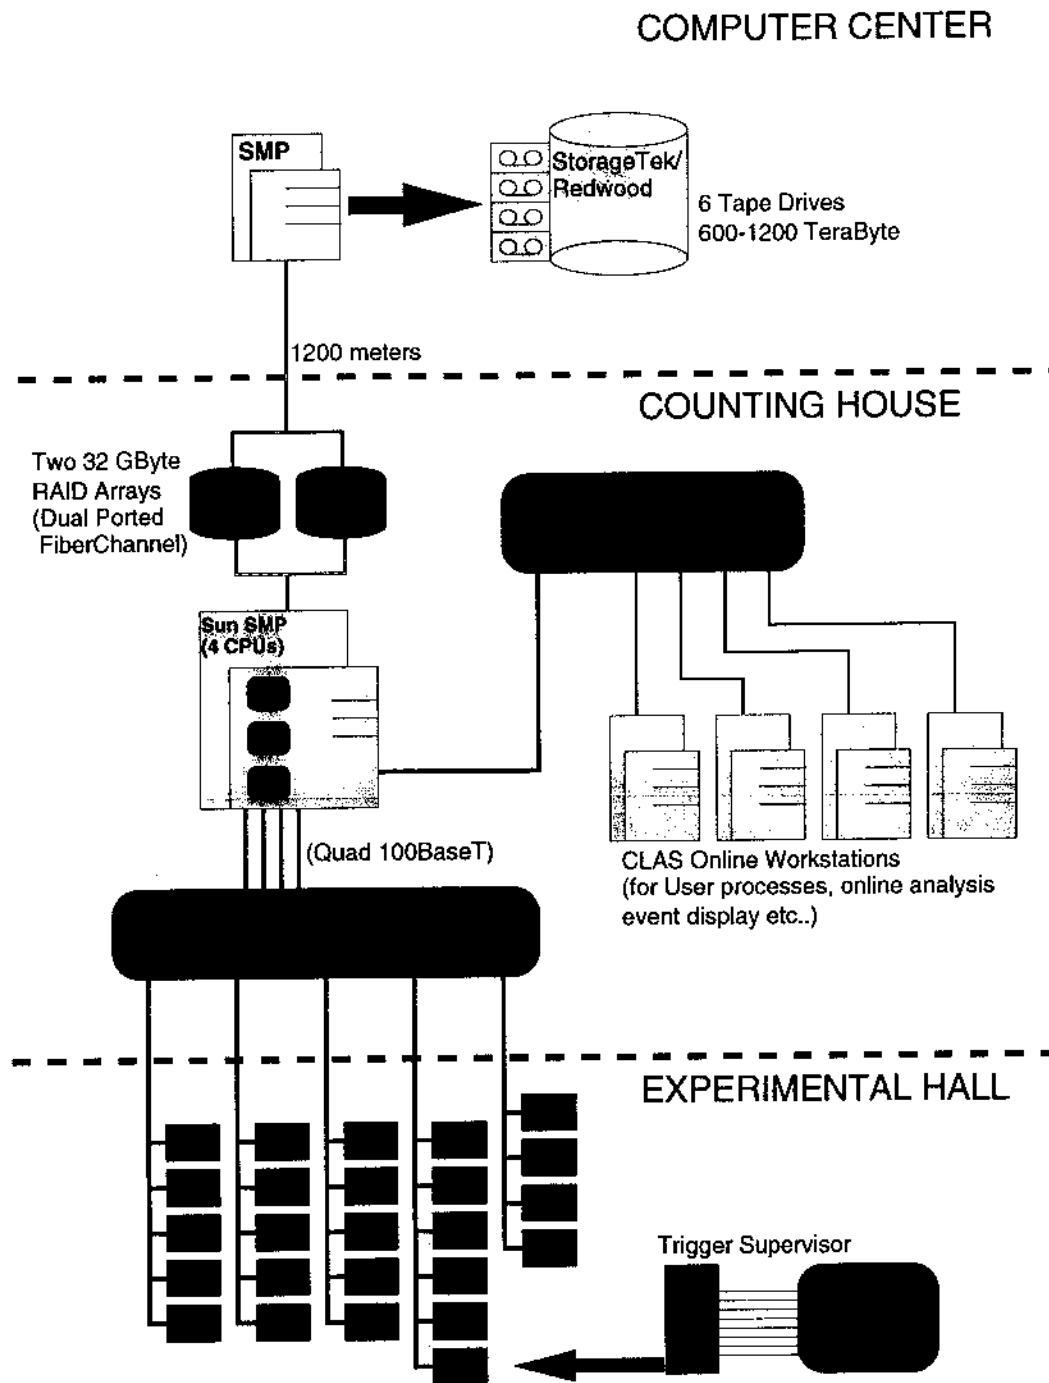 COMPUTER CENTER
SMP
StorageTek/
Redwood
6 Tape Drives
600-1200 TeraByte
1200 meters
COUNTING HOUSE
Two 32 GByte
RAID Arrays
(Dual Ported
FiberChannel)
Sun SMP
(4 CPUs)
(Quad 100BaseT)
CLAS Online Workstations
(for User processes, online analysis
event display etc..)
EXPERIMENTAL HALL
Trigger Supervisor